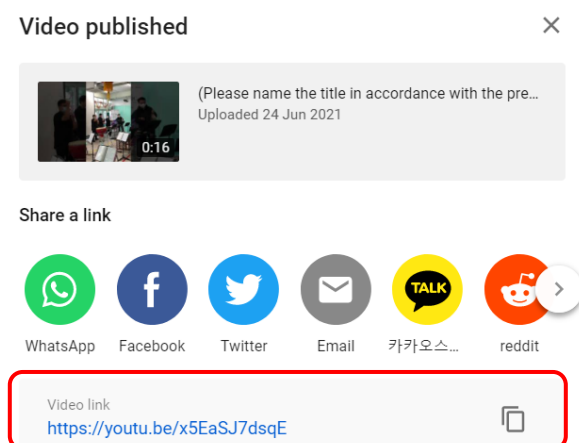 Video published
(Please name the title in accordance with the pre...
Uploaded 24 Jun 2021
0:16
Share a link
TALK
WhatsApp
Facebook
Twitter
Email
카카오스...
reddit
Video link
https://youtu.be/x5EaSJ7dsqE